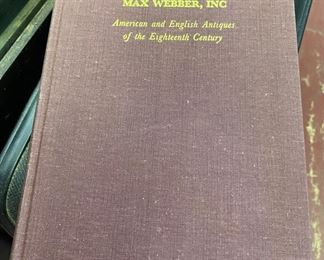 MAX WEBBER, INC
American and English Antiques
of the Eighteenth Century